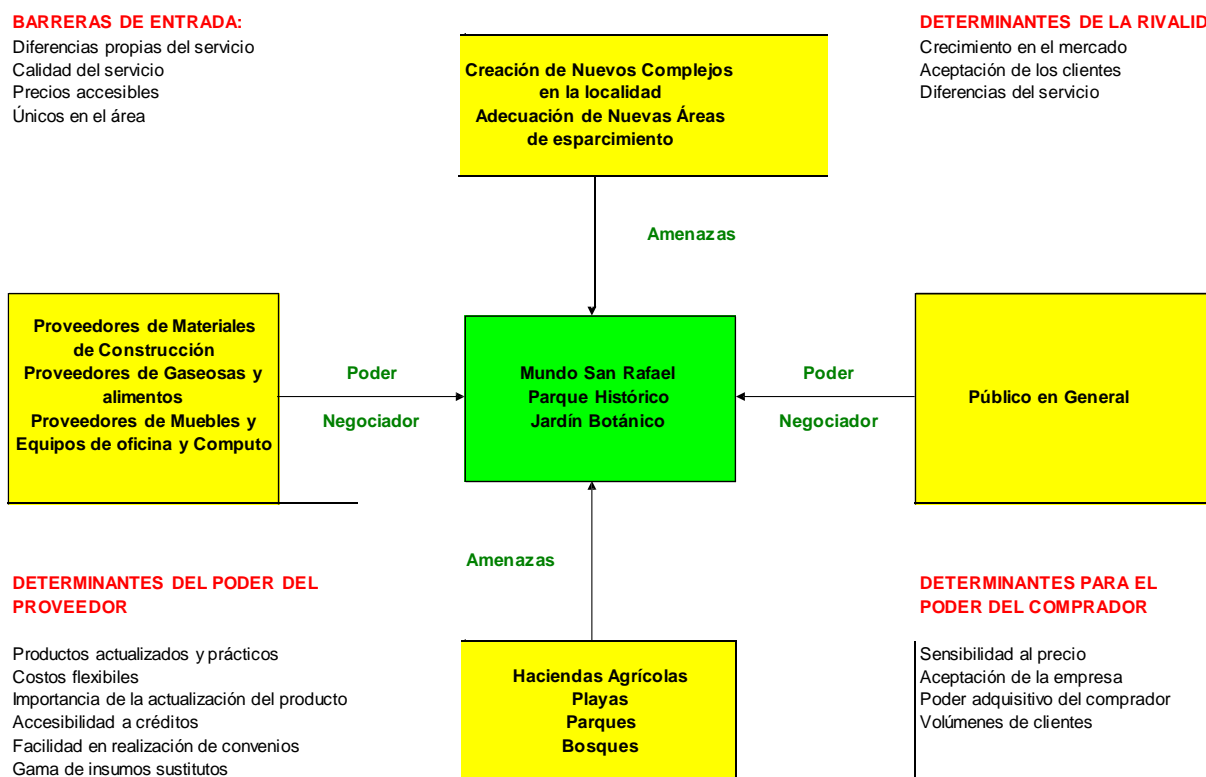 BARRERAS DE ENTRADA:
Diferencias propias del servicio
Calidad del servicio
Precios accesibles
Únicos en el área
Creación de Nuevos Complejos
en la localidad
Adecuación de Nuevas Áreas
de esparcimiento
DETERMINANTES DE LA RIVALID
Crecimiento en el mercado
Aceptación de los clientes
Diferencias del servicio
Amenazas
Proveedores de Materiales
de Construcción
Proveedores de Gaseosas y
alimentos
Proveedores de Muebles y
Equipos de oficina y Computo
Poder
Negociador
Mundo San Rafael
Parque Histórico
Jardín Botánico
Poder
Negociador
Público en General
Amenazas
DETERMINANTES DEL PODER DEL
PROVEEDOR
Productos actualizados y prácticos
Costos flexibles
Importancia de la actualización del producto
Accesibilidad a créditos
Facilidad en realización de convenios
Gama de insumos sustitutos
Haciendas Agrícolas
Playas
Parques
Bosques
DETERMINANTES PARA EL
PODER DEL COMPRADOR
Sensibilidad al precio
Aceptación de la empresa
Poder adquisitivo del comprador
Volúmenes de clientes